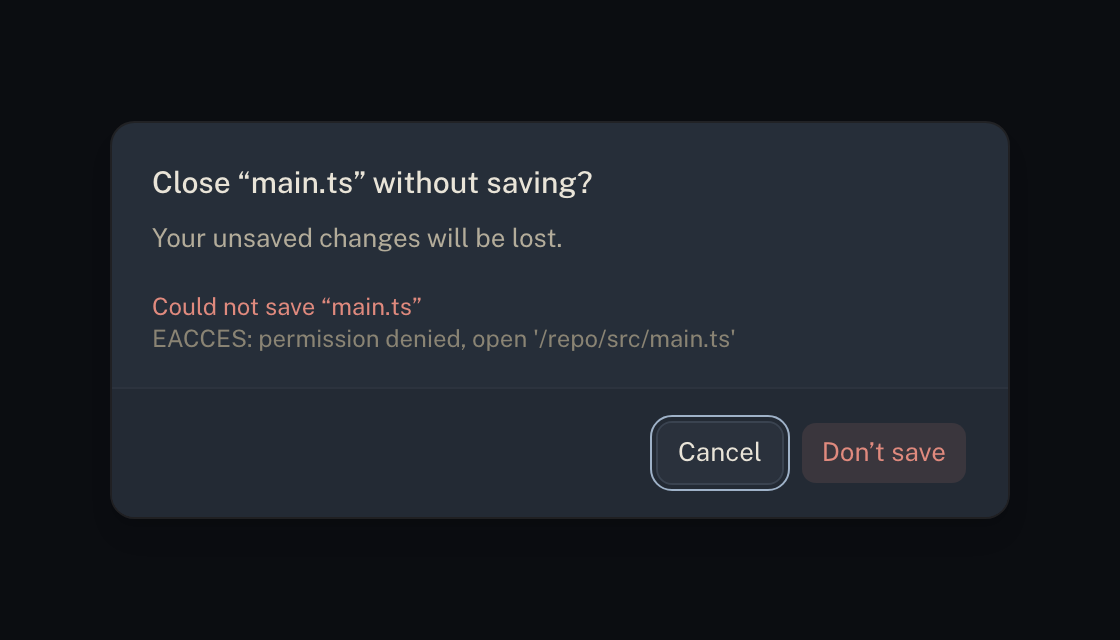 Close “main.ts” without saving?
Your unsaved changes will be lost.
Could not save “main.ts”
EACCES: permission denied, open '/repo/src/main.ts'
Cancel
Don’t save